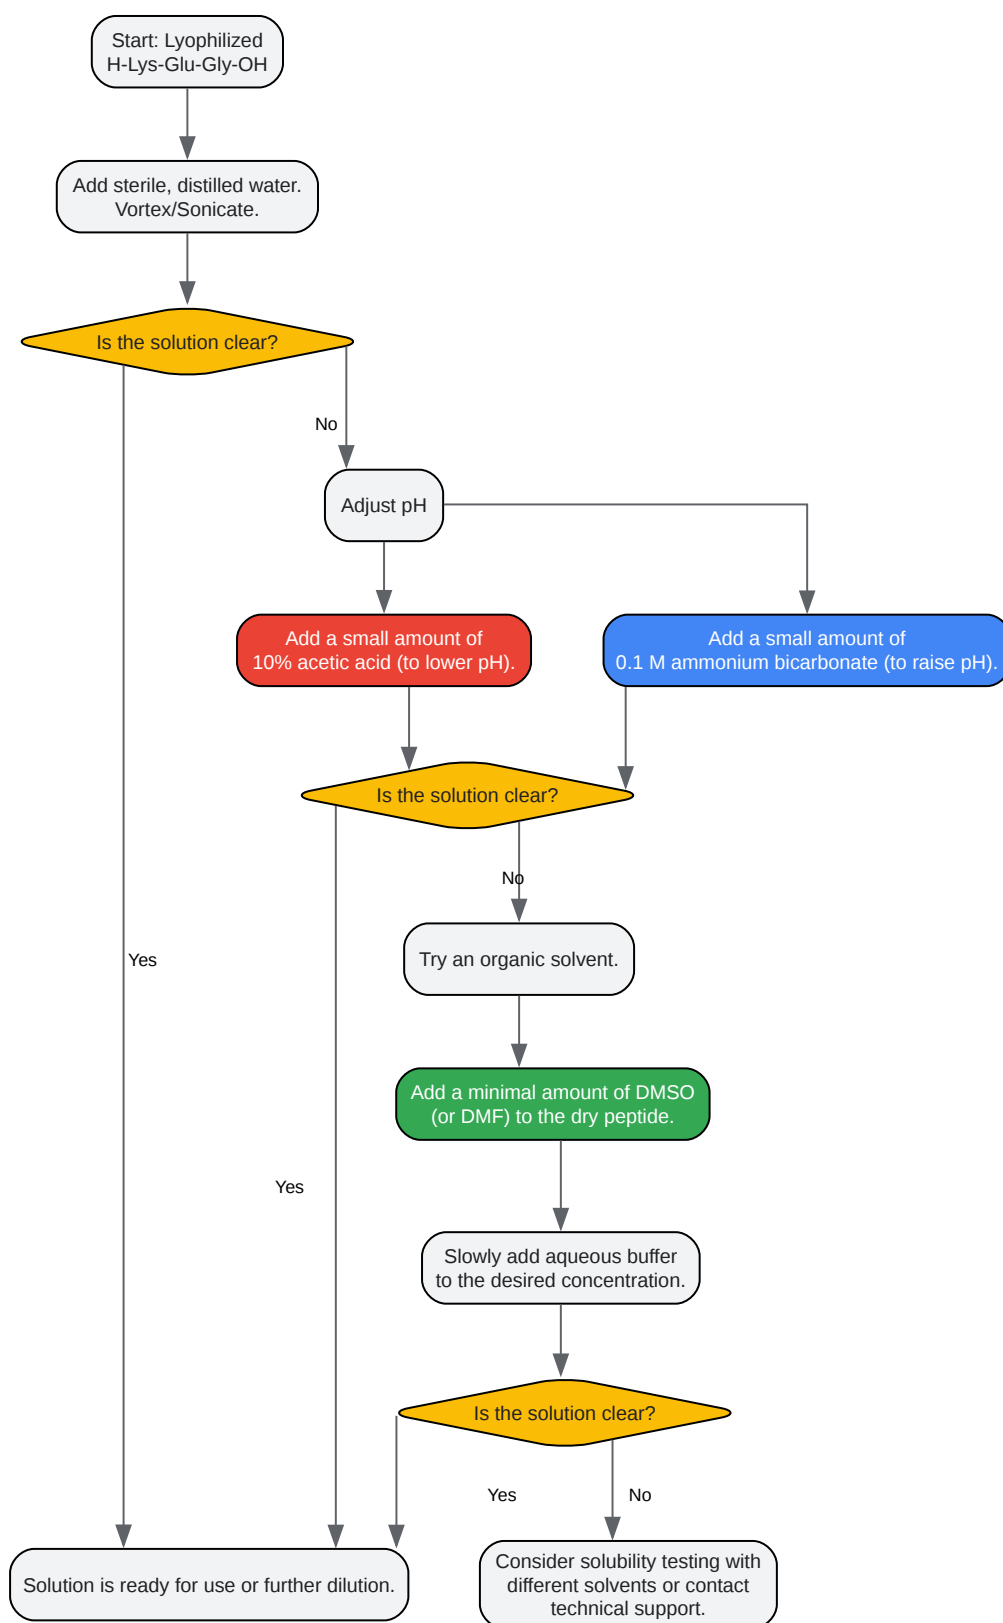 Start: Lyophilized
H-Lys-Glu-Gly-OH
Add sterile, distilled water.
Vortex/Sonicate.
Is the solution clear?
No
Adjust pH
Add a small amount of
10% acetic acid (to lower pH).
Add a small amount of
0.1 M ammonium bicarbonate (to raise pH).
Is the solution clear?
No
Try an organic solvent.
Yes
Add a minimal amount of DMSO
(or DMF) to the dry peptide.
Yes
Slowly add aqueous buffer
to the desired concentration.
Is the solution clear?
Yes
No
Solution is ready for use or further dilution.
Consider solubility testing with
different solvents or contact
technical support.